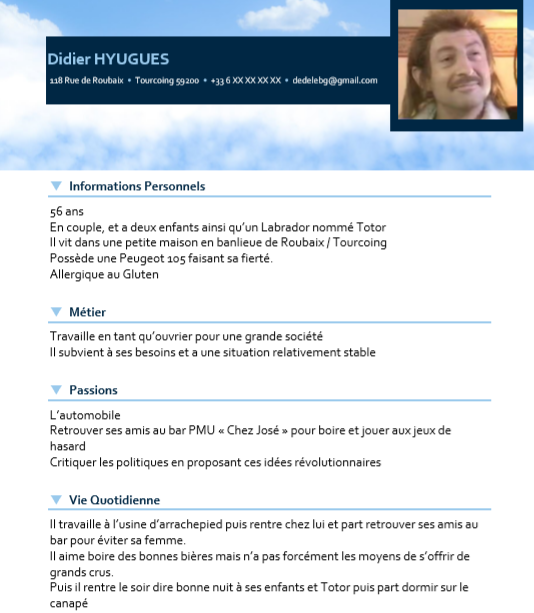 Didier HYUGUES
118 Rue de Roubaix • Tourcoing 59200 • +33 6 XX XX XX XX • dedelebg@gmail.com
Informations Personnels
56 ans
En couple, et a deux enfants ainsi qu’un Labrador nommé Totor
Il vit dans une petite maison en banlieue de Roubaix / Tourcoing
Possède une Peugeot 105 faisant sa fierté.
Allergique au Gluten
Métier
Travaille en tant qu’ouvrier pour une grande société
Il subvient à ses besoins et a une situation relativement stable
Passions
L’automobile
Retrouver ses amis au bar PMU « Chez José » pour boire et jouer aux jeux de
hasard
Critiquer les politiques en proposant ces idées révolutionnaires
Vie Quotidienne
Il travaille à l’usine d’arrachepied puis rentre chez lui et part retrouver ses amis au
bar pour éviter sa femme.
Il aime boire des bonnes bières mais n’a pas forcément les moyens de s’offrir de
grands crus.
Puis il rentre le soir dire bonne nuit à ses enfants et Totor puis part dormir sur le
canapé